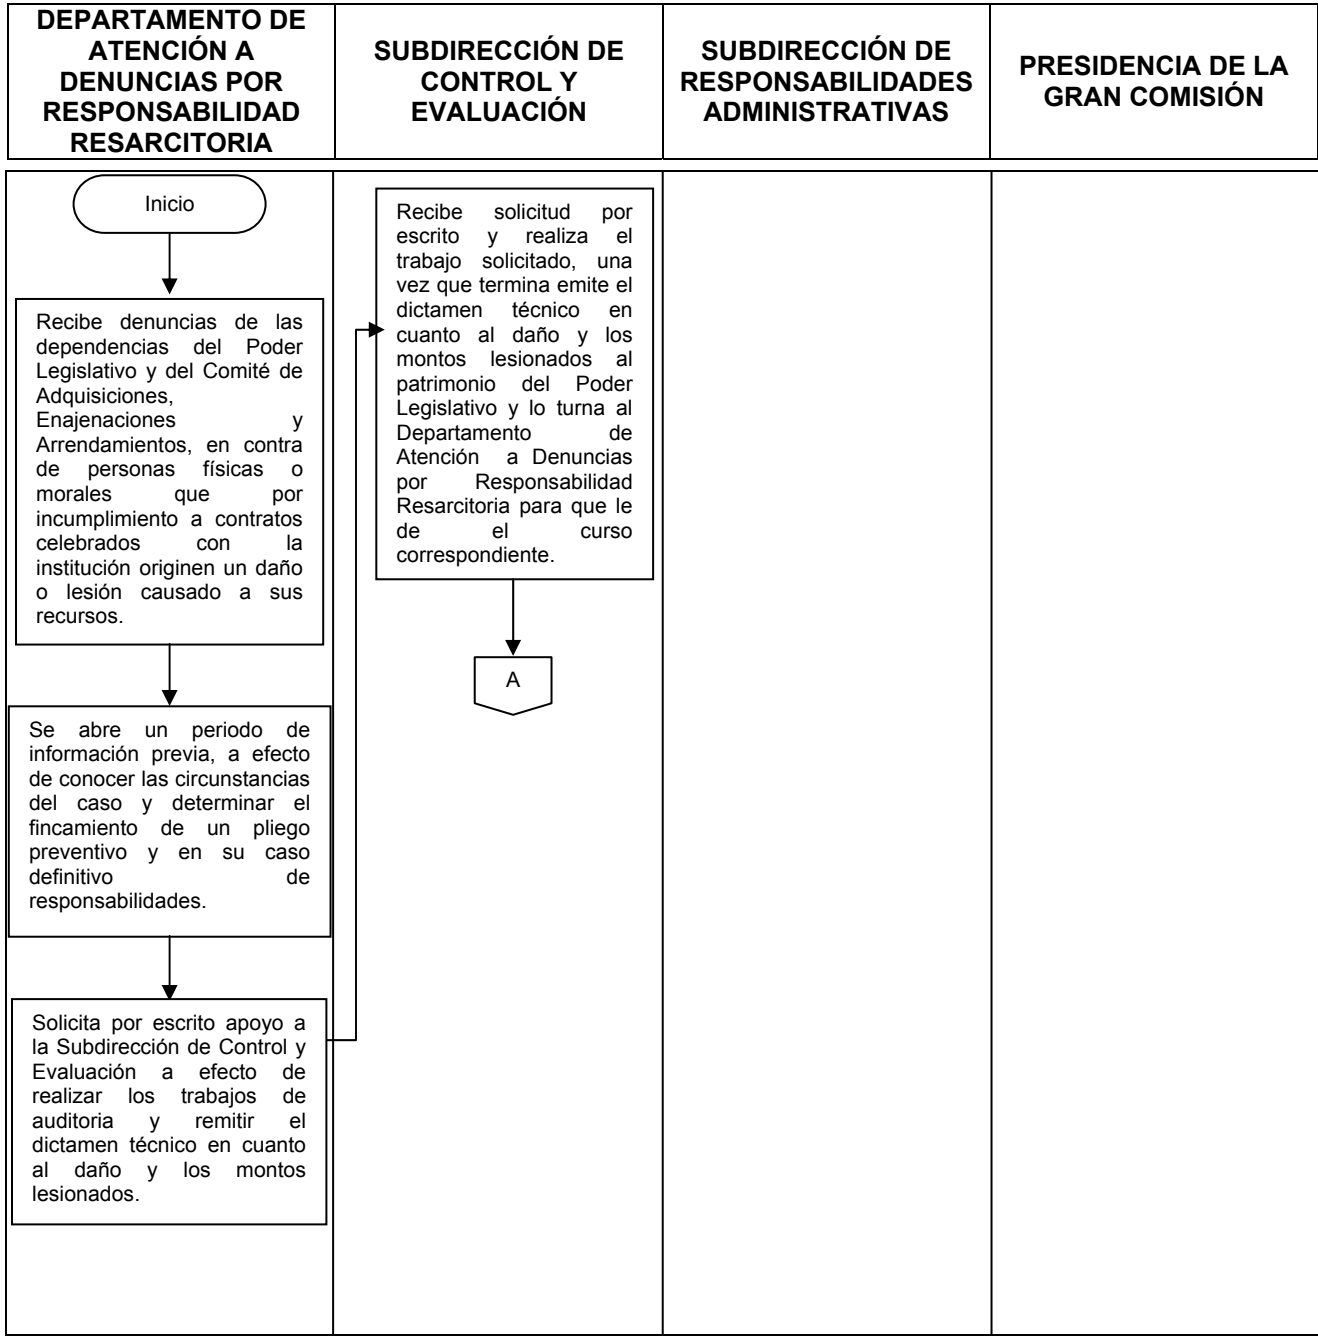 DEPARTAMENTO DE
ATENCIÓN A
DENUNCIAS POR
RESPONSABILIDAD
RESARCITORIA
SUBDIRECCIÓN DE
CONTROL Y
EVALUACIÓN
SUBDIRECCIÓN DE
RESPONSABILIDADES
ADMINISTRATIVAS
PRESIDENCIA DE LA
GRAN COMISIÓN
Inicio
Recibe denuncias de las
dependencias del Poder
Legislativo y del Comité de
Adquisiciones,
Enajenaciones y
Arrendamientos, en contra
de personas físicas o
morales que por
incumplimiento a contratos
celebrados con la
institución originen un daño
o lesión causado a sus
recursos.
Se abre un periodo de
información previa, a efecto
de conocer las circunstancias
del caso y determinar el
fincamiento de un pliego
preventivo y en su caso
definitivo de
responsabilidades.
Solicita por escrito apoyo a
la Subdirección de Control y
Evaluación a efecto de
realizar los trabajos de
auditoria y remitir el
dictamen técnico en cuanto
al daño y los montos
lesionados.
Recibe solicitud por
escrito y realiza el
trabajo solicitado, una
vez que termina emite el
dictamen técnico en
cuanto al daño y los
montos lesionados al
patrimonio del Poder
Legislativo y lo turna al
Departamento de
Atención a Denuncias
por Responsabilidad
Resarcitoria para que le
de el curso
correspondiente.
A